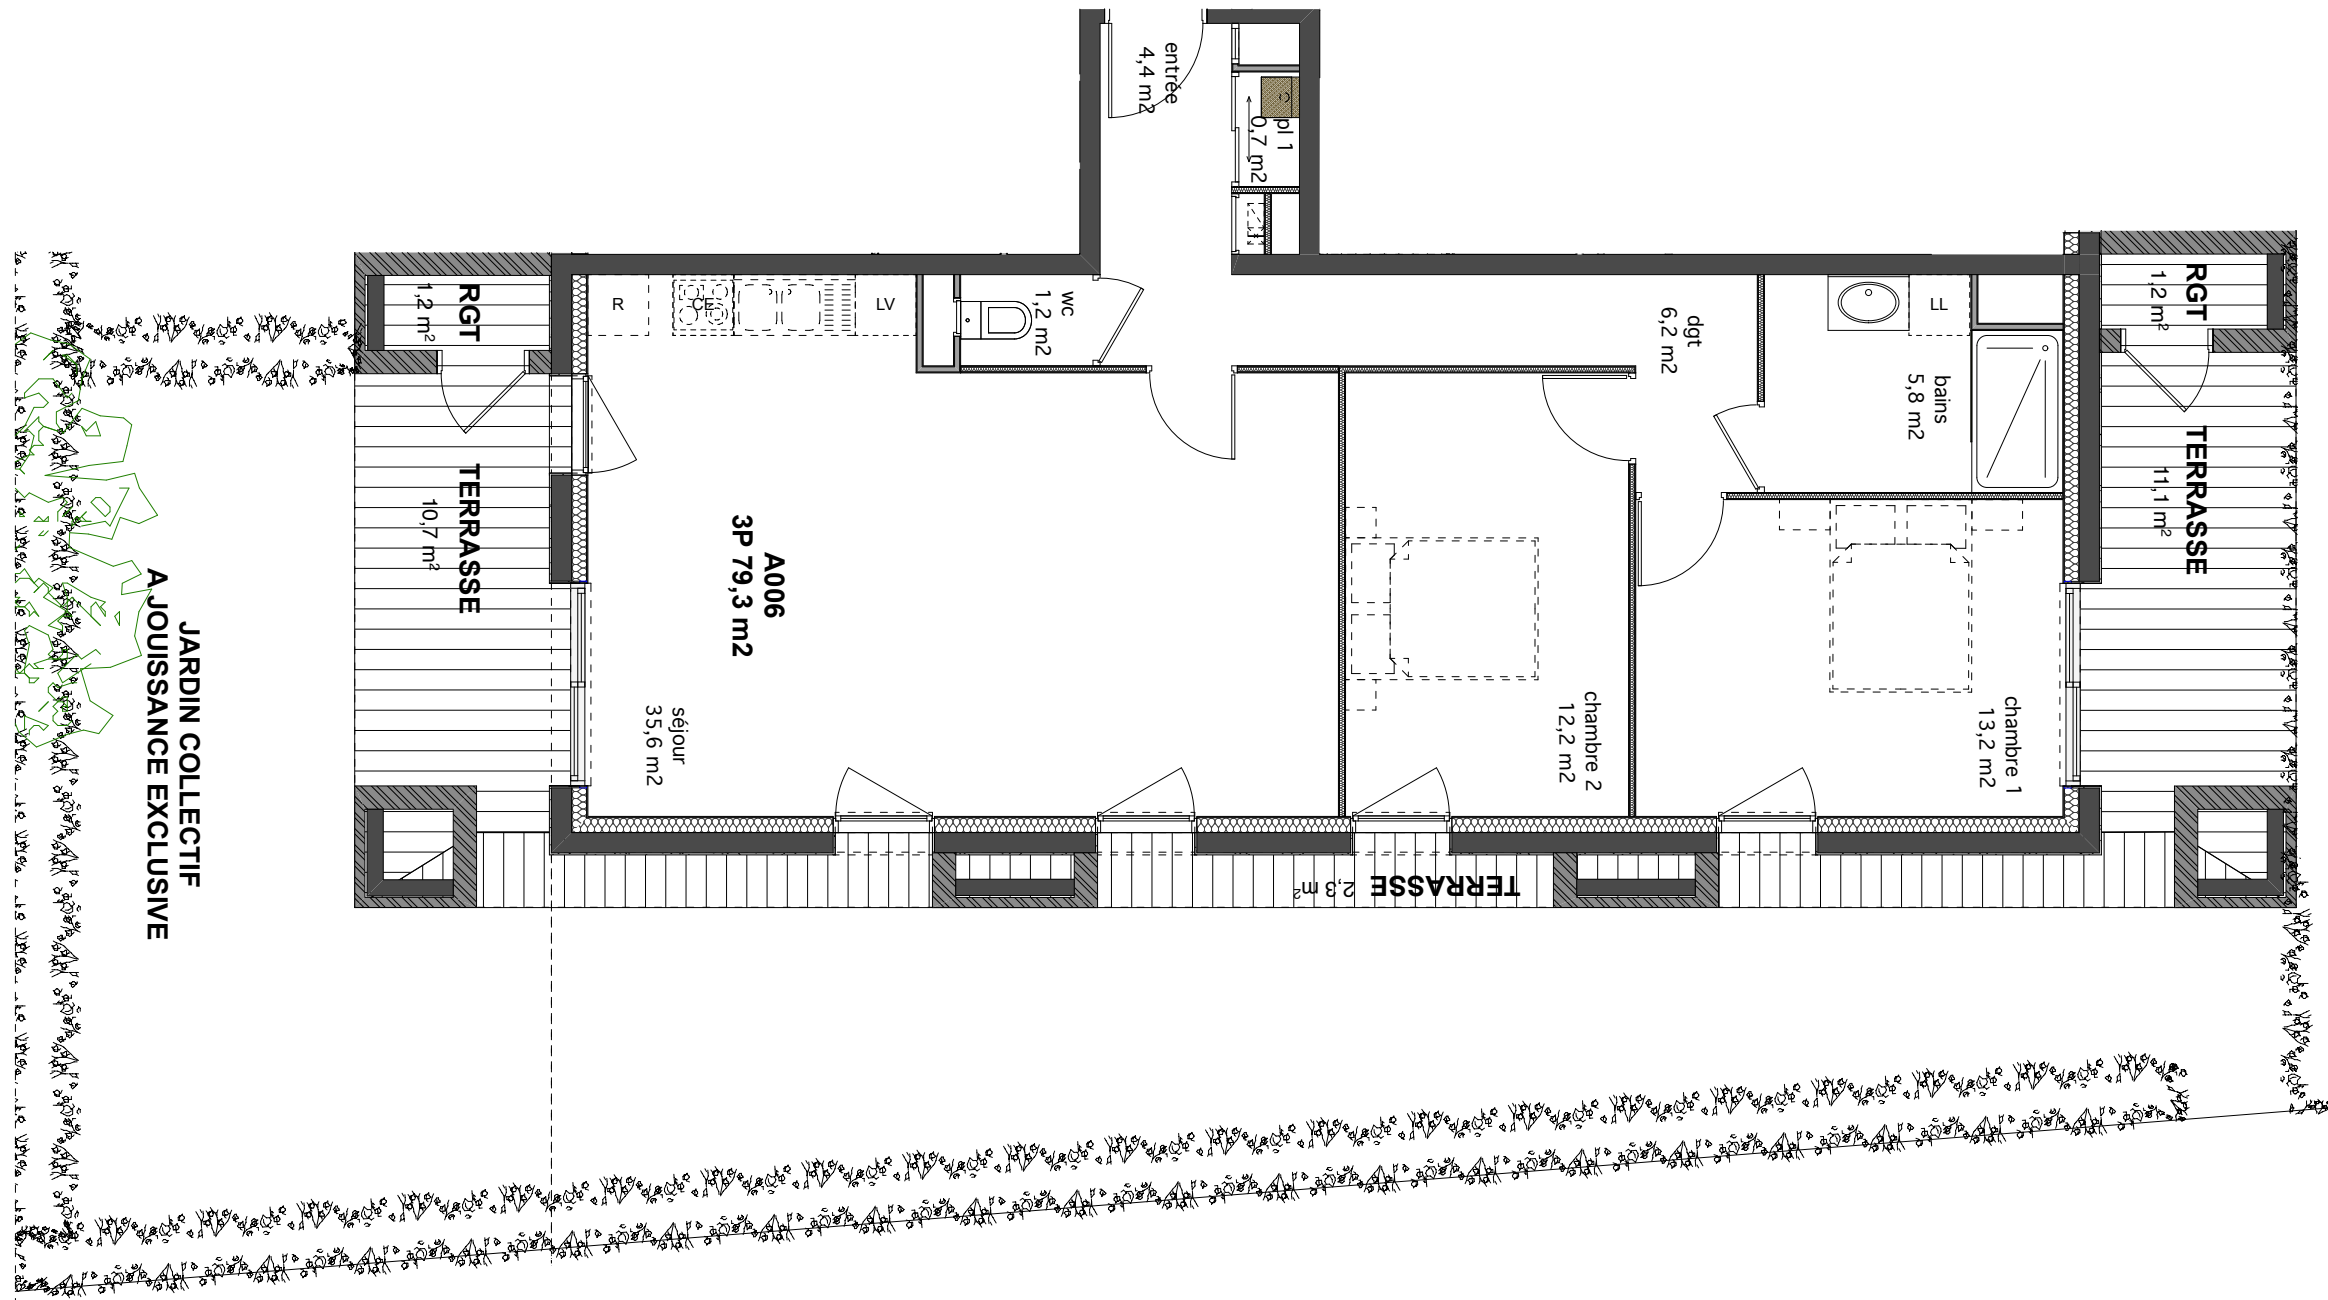 entrée
4,4 m2
pl 1
0,7 m2
RGT
1,2 m²
R
CE
LV
wc
1,2 m2
dgt
6,2 m2
LL
bains
5,8 m2
RGT
1,2 m²
TERRASSE
10,7 m²
A006
3P 79,3 m2
TERRASSE
11,1 m²
JARDIN COLLECTIF
A JOUISSANCE EXCLUSIVE
séjour
35,6 m2
chambre 2
12,2 m2
chambre 1
13,2 m2
TERRASSE 2,3 m²